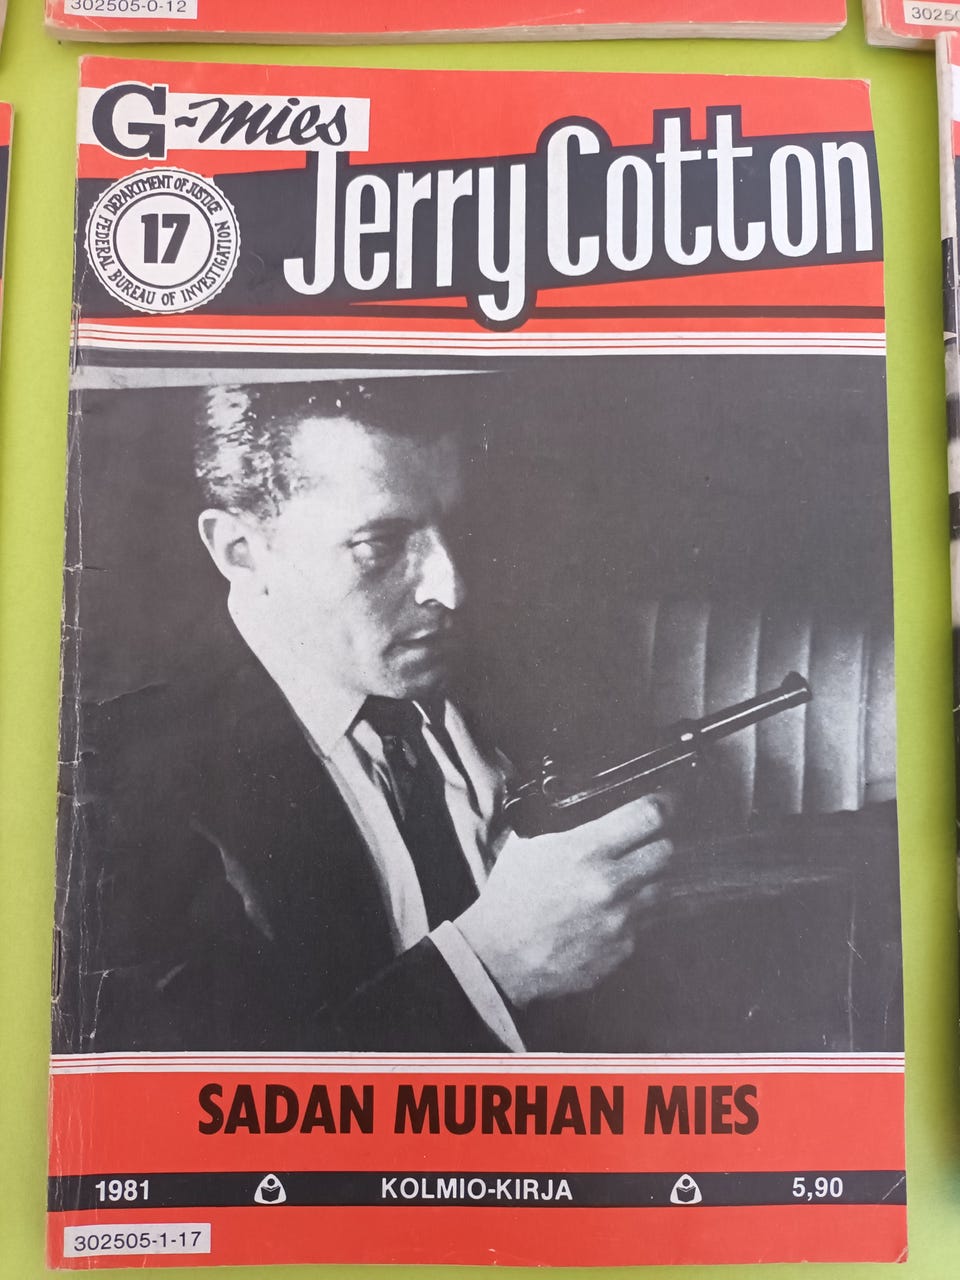 302505-0-12
3025
G-mies
Jerry Cotton
DEPARTMENT OF JUSTICE
17
FEDERAL BUREAU OF INVESTIGATION
SADAN MURHAN MIES
1981 KOLMIO-KIRJA 5,90
302505-1-17